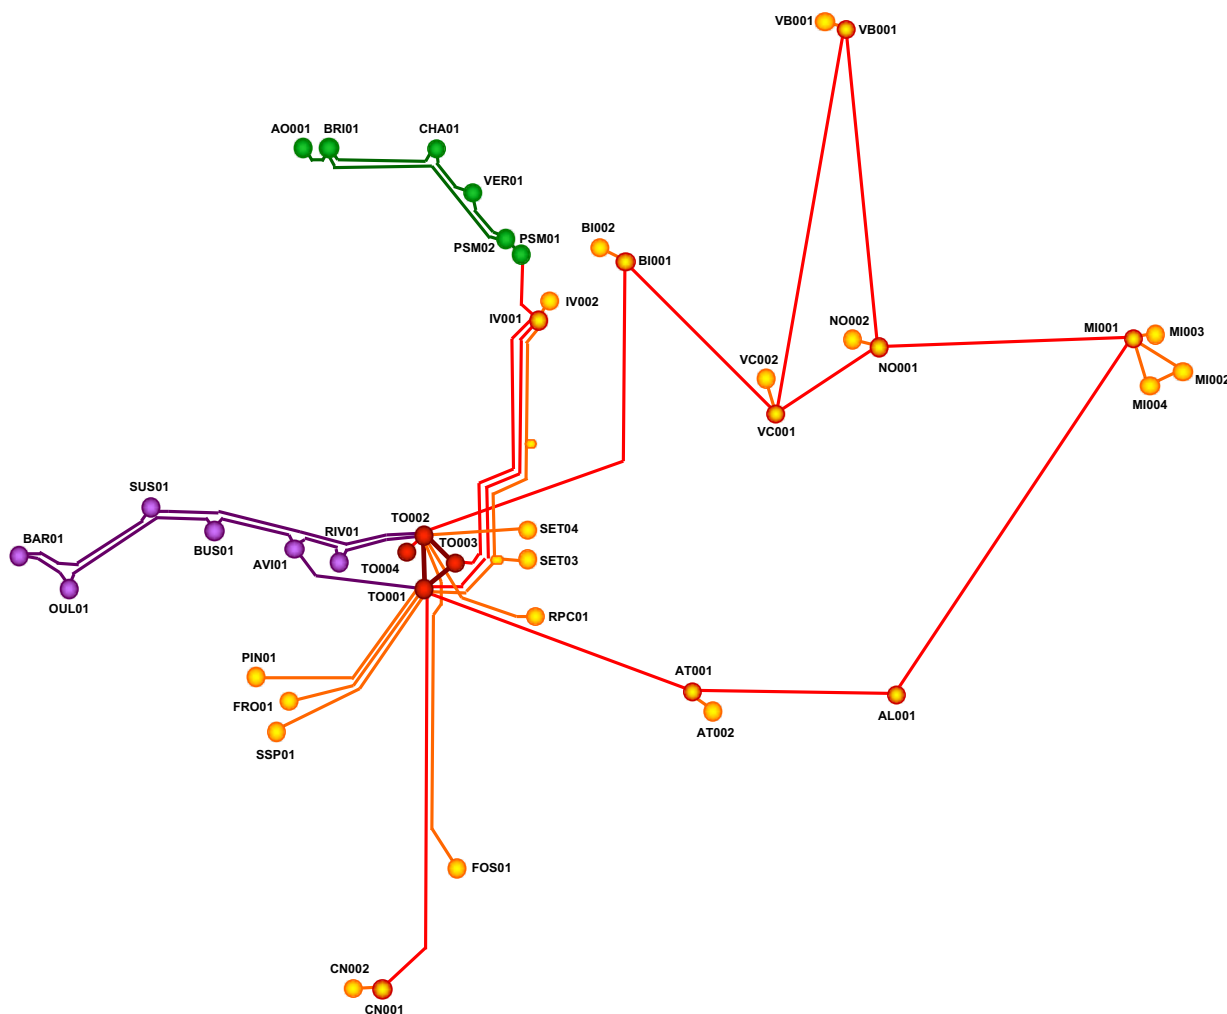 VB001
VB001
AO001
BRI01
CHA01
VER01
PSM01
PSM02
BI002
BI001
IV002
IV001
NO002
NO001
MI001
MI003
MI002
MI004
VC002
VC001
SUS01
BAR01
BUS01
RIV01
AVI01
OUL01
TO002
TO003
TO004
TO001
SET04
SET03
RPC01
PIN01
FRO01
SSP01
AT001
AT002
AL001
FOS01
CN002
CN001